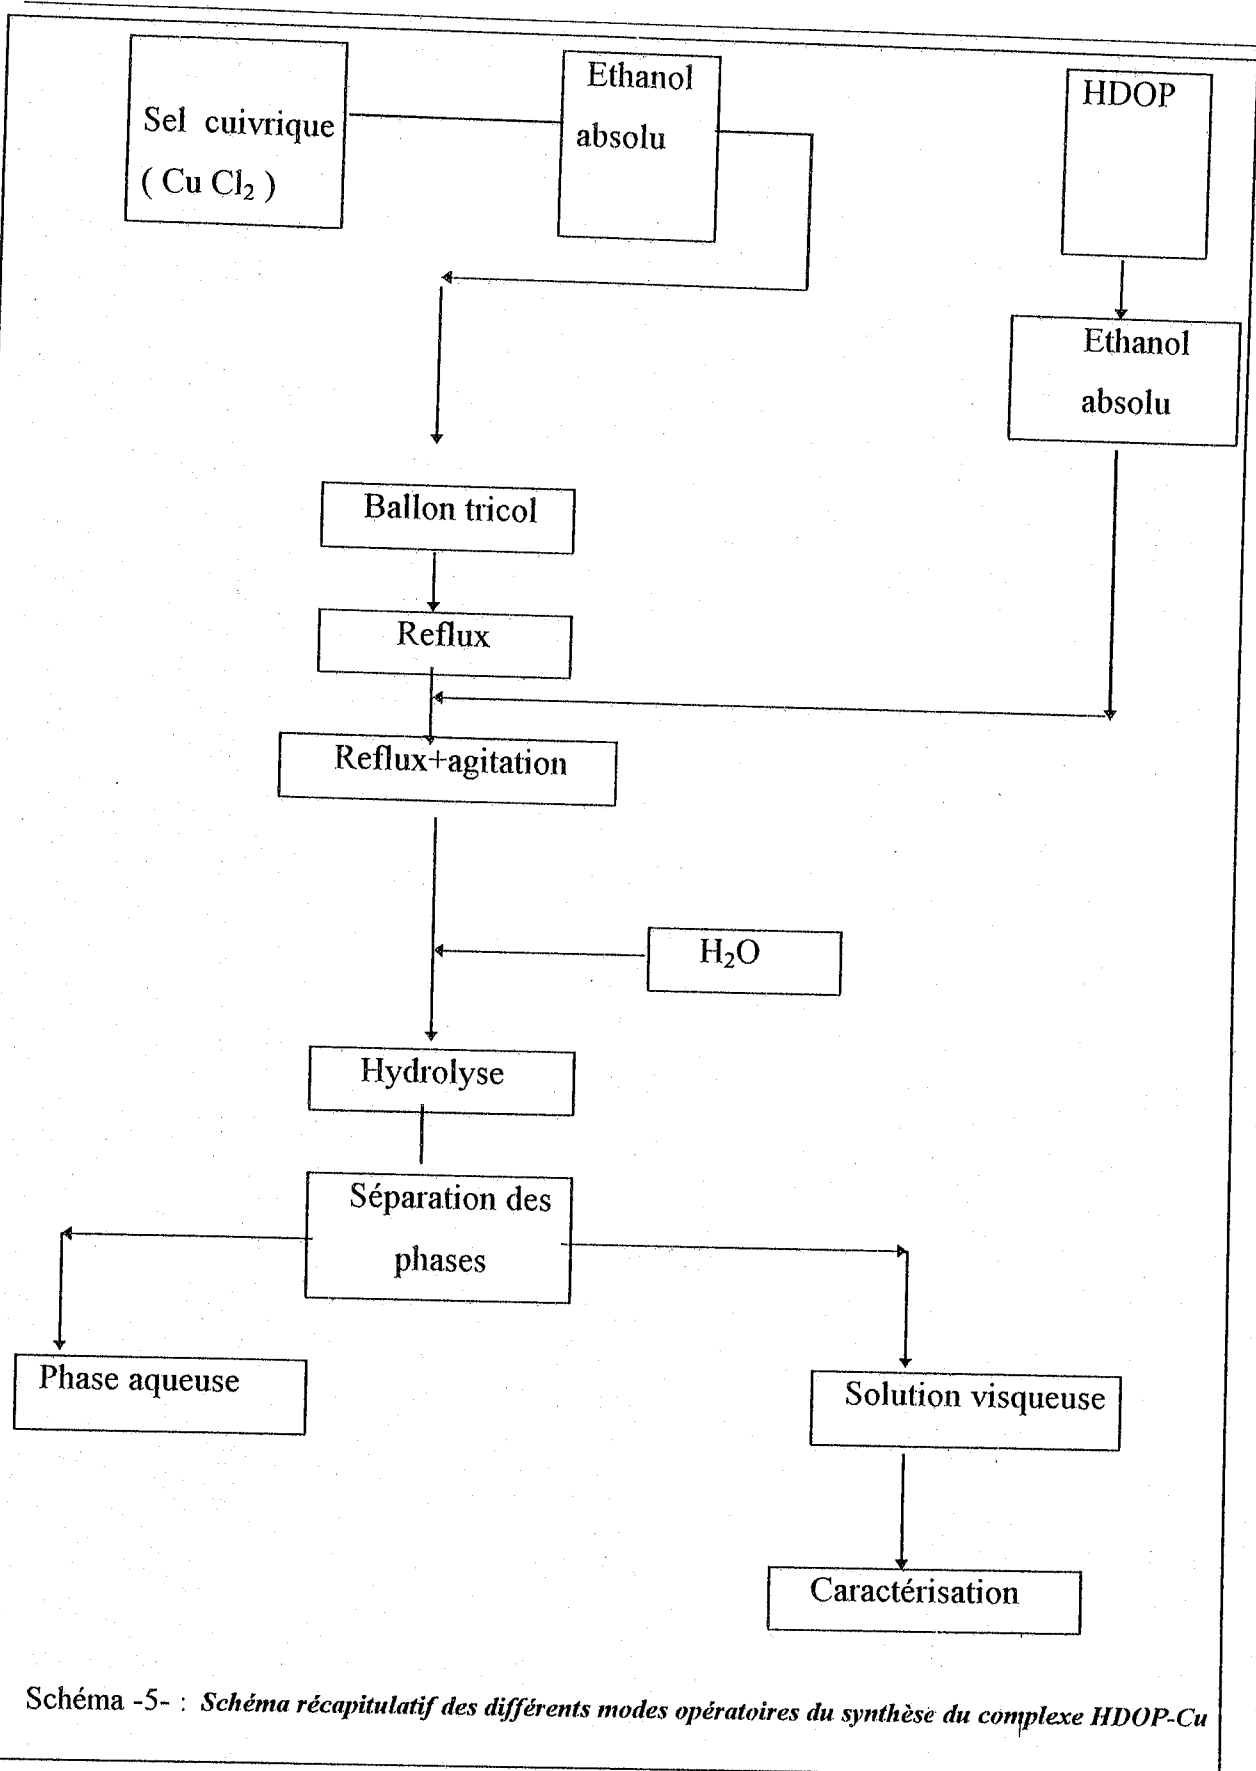 Sel cuivrique
( Cu Cl₂ )
Ethanol
absolu
HDOP
Ethanol
absolu
Ballon tricol
Reflux
Reflux+agitation
H₂O
Hydrolyse
Séparation des
phases
Phase aqueuse
Solution visqueuse
Caractérisation
Schéma -5- : Schéma récapitulatif des différents modes opératoires du synthèse du complexe HDOP-Cu